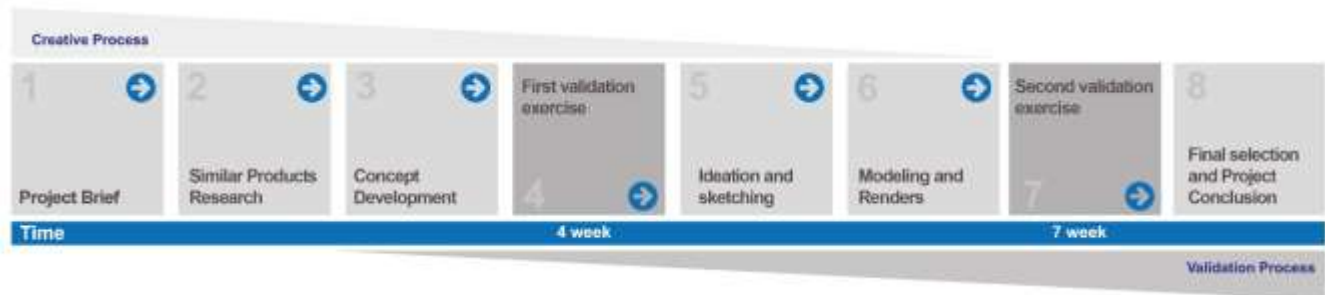 Creative Process
1
Project Brief
2
Similar Products
Research
3
Concept
Development
First validation
exercise
4
5
Ideation and
sketching
6
Modeling and
Renders
Second validation
exercise
7
8
Final selection
and Project
Conclusion
Time
4 week
7 week
Validation Process